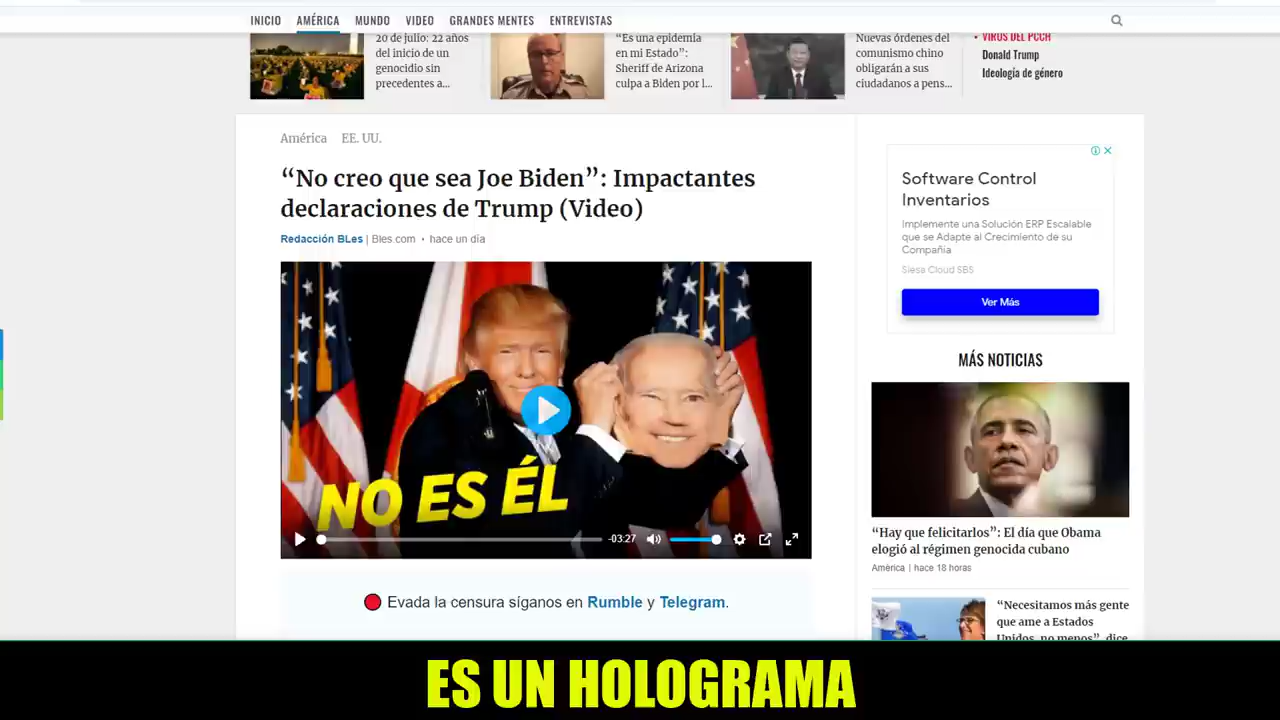 INICIO AMÉRICA MUNDO VIDEO GRANDES MENTES ENTREVISTAS
20 de julio: 22 años
del inicio de un
genocidio sin
precedentes a...
“Es una epidemia
en mi Estado”:
Sheriff de Arizona
culpa a Biden por l...
Nuevas órdenes del
comunismo chino
obligarán a sus
ciudadanos a pens...
VIRUS DEL PCCH
Donald Trump
Ideología de género
América EE. UU.
“No creo que sea Joe Biden”: Impactantes
declaraciones de Trump (Video)
Redacción BLes | Bles.com • hace un día
NO ES ÉL
-03:27
Evada la censura síganos en Rumble y Telegram.
Software Control
Inventarios
Implemente una Solución ERP Escalable
que se Adapte al Crecimiento de su
Compañía
Siesa Cloud SBS
Ver Más
MÁS NOTICIAS
“Hay que felicitarlos”: El día que Obama
elogió al régimen genocida cubano
América | hace 18 horas
“Necesitamos más gente
que ame a Estados
Unidos, no menos”, dice
ES UN HOLOGRAMA